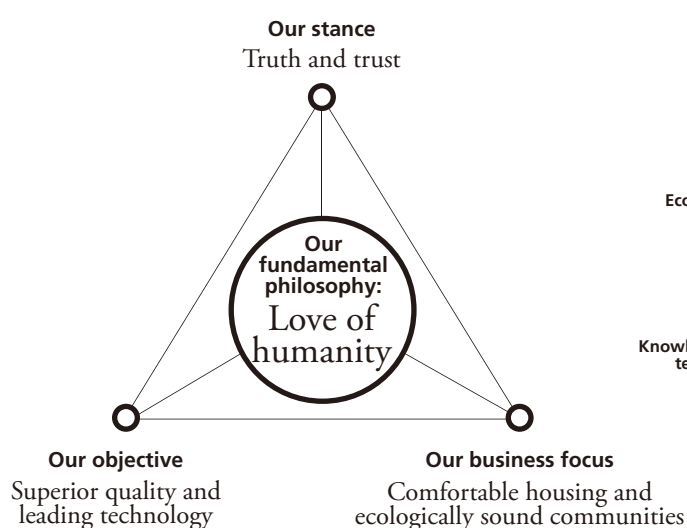 Our stance
Truth and trust
Our
fundamental
philosophy:
Love of
humanity
Our objective
Superior quality and
leading technology
Our business focus
Comfortable housing and
ecologically sound communities